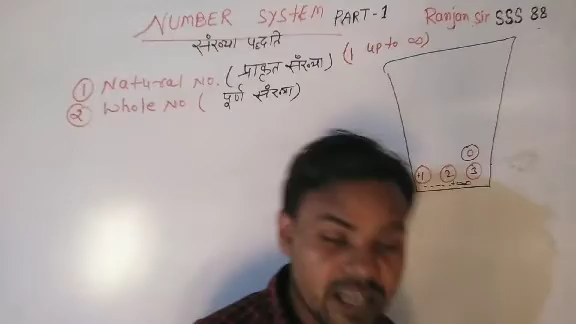 NUMBER SYSTEM PART-1 Ranjan Sir SSS 88
संख्या पद्धति
① Natural No. (प्राकृत संख्या) (1 up to ∞)
② Whole No ( पूर्ण संख्या)
0
1 2 3